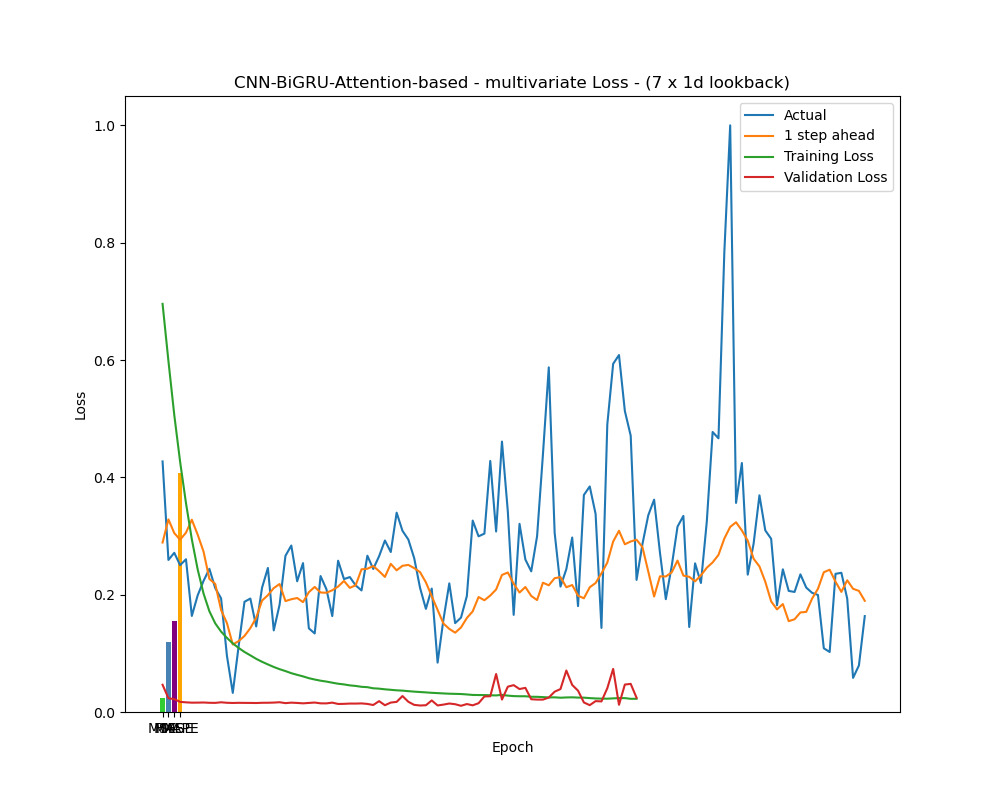 CNN-BiGRU-Attention-based - multivariate Loss - (7 x 1d lookback)
Actual
1 step ahead
Training Loss
Validation Loss
1.0
0.8
0.6
0.4
0.2
0.0
Loss
Epoch